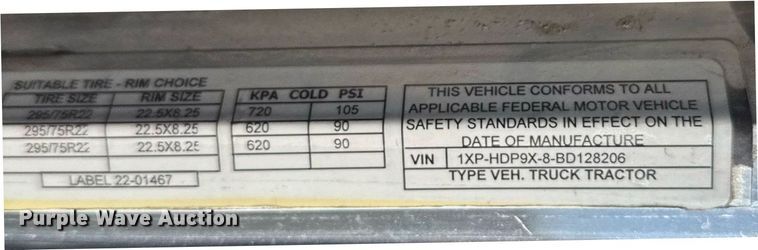 SUITABLE TIRE - RIM CHOICE
TIRE SIZE RIM SIZE
295/75R22 22.5X8.25
295/75R22 22.5X8.25
295/75R22 22.5X8.25
LABEL 22-01467
KPA COLD PSI
720 105
620 90
620 90
THIS VEHICLE CONFORMS TO ALL
APPLICABLE FEDERAL MOTOR VEHICLE
SAFETY STANDARDS IN EFFECT ON THE
DATE OF MANUFACTURE
VIN 1XP-HDP9X-8-BD128206
TYPE VEH. TRUCK TRACTOR
Purple Wave Auction